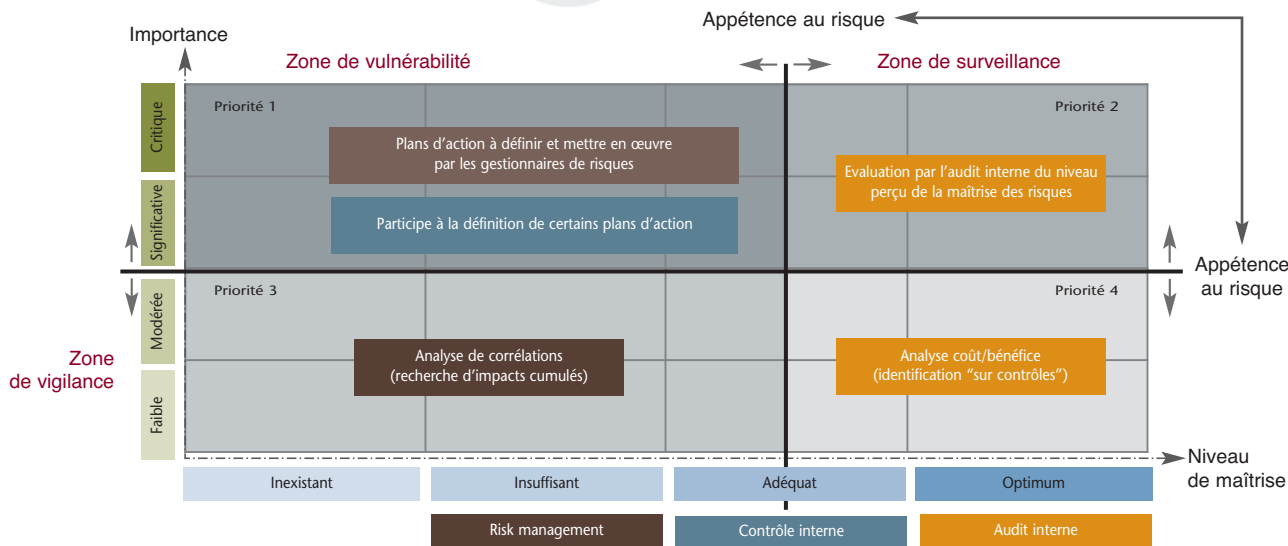 Appétence au risque
Importance
Zone de vulnérabilité
Zone de surveillance
Critique
Significative
Modérée
Faible
Priorité 1
Priorité 2
Plans d'action à définir et mettre en œuvre
par les gestionnaires de risques
Evaluation par l'audit interne du niveau
perçu de la maîtrise des risques
Participe à la définition de certains plans d'action
Appétence
au risque
Priorité 3
Priorité 4
Zone
de vigilance
Analyse de corrélations
(recherche d'impacts cumulés)
Analyse coût/bénéfice
(identification “sur contrôles”)
Niveau
de maîtrise
Inexistant
Insuffisant
Adéquat
Optimum
Risk management
Contrôle interne
Audit interne